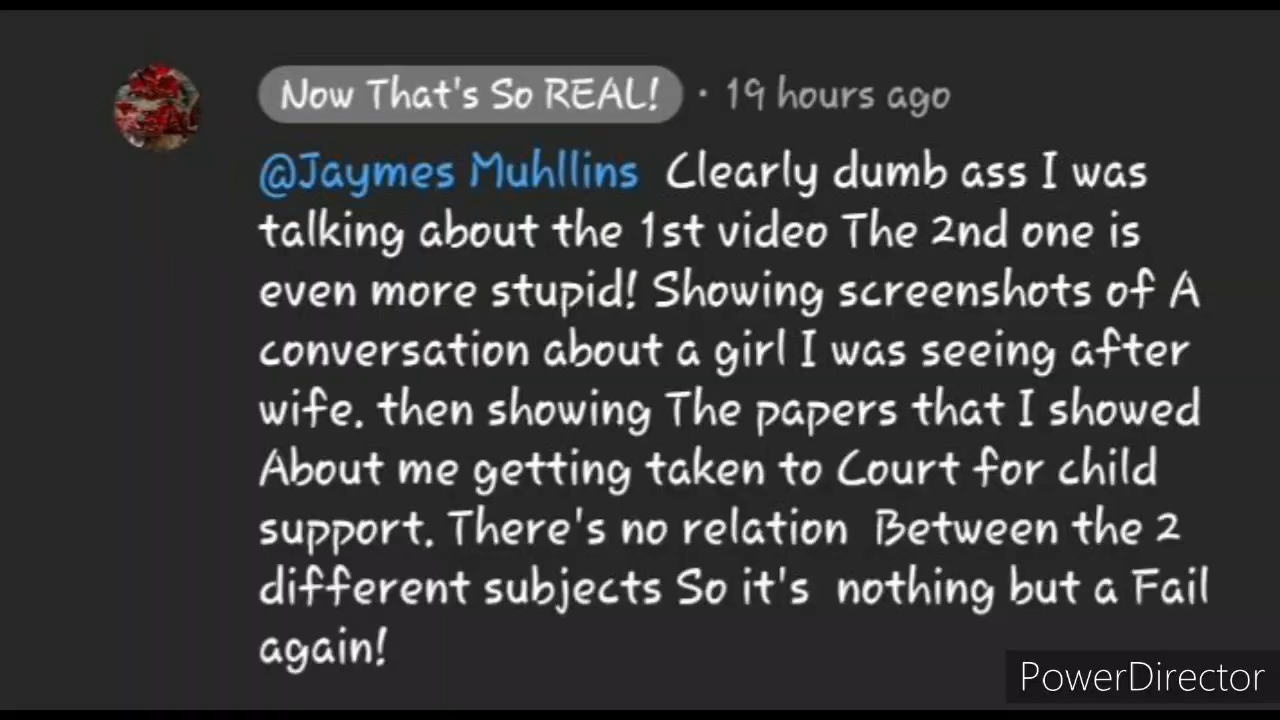 Now That's So REAL! · 19 hours ago
@Jaymes Muhllins Clearly dumb ass I was
talking about the 1st video The 2nd one is
even more stupid! Showing screenshots of A
conversation about a girl I was seeing after
wife. then showing The papers that I showed
About me getting taken to Court for child
support. There's no relation Between the 2
different subjects So it's nothing but a Fail
again!
PowerDirector